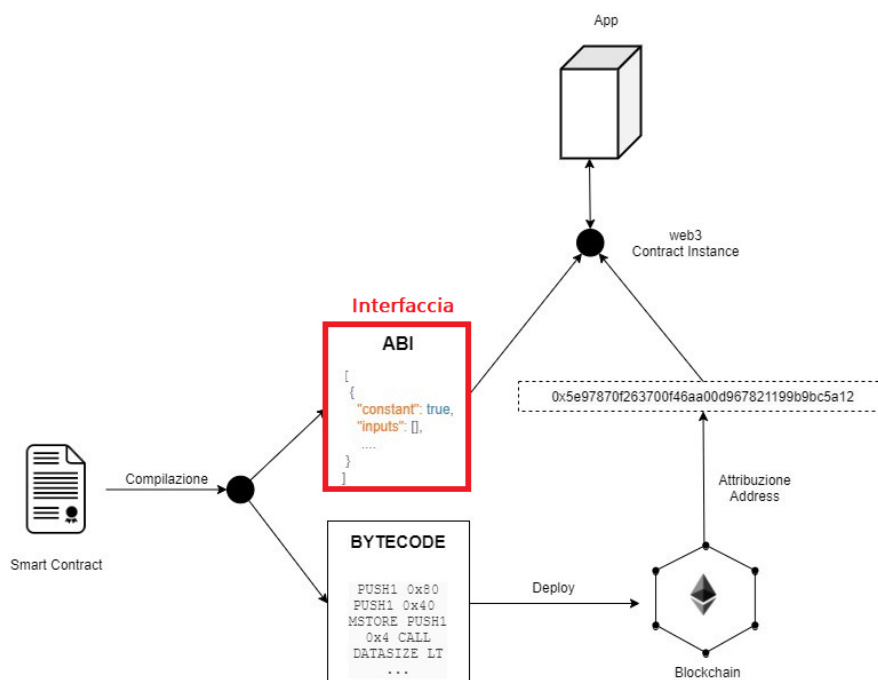 App
web3
Contract Instance
Interfaccia
ABI
[
{
"constant": true,
"inputs": [],
....
}
]
0x5e97870f263700f46aa00d967821199b9bc5a12
Compilazione
Attribuzione
Address
Smart Contract
BYTECODE
PUSH1 0x80
PUSH1 0x40
MSTORE PUSH1
0x4 CALL
DATASIZE LT
...
Deploy
Blockchain